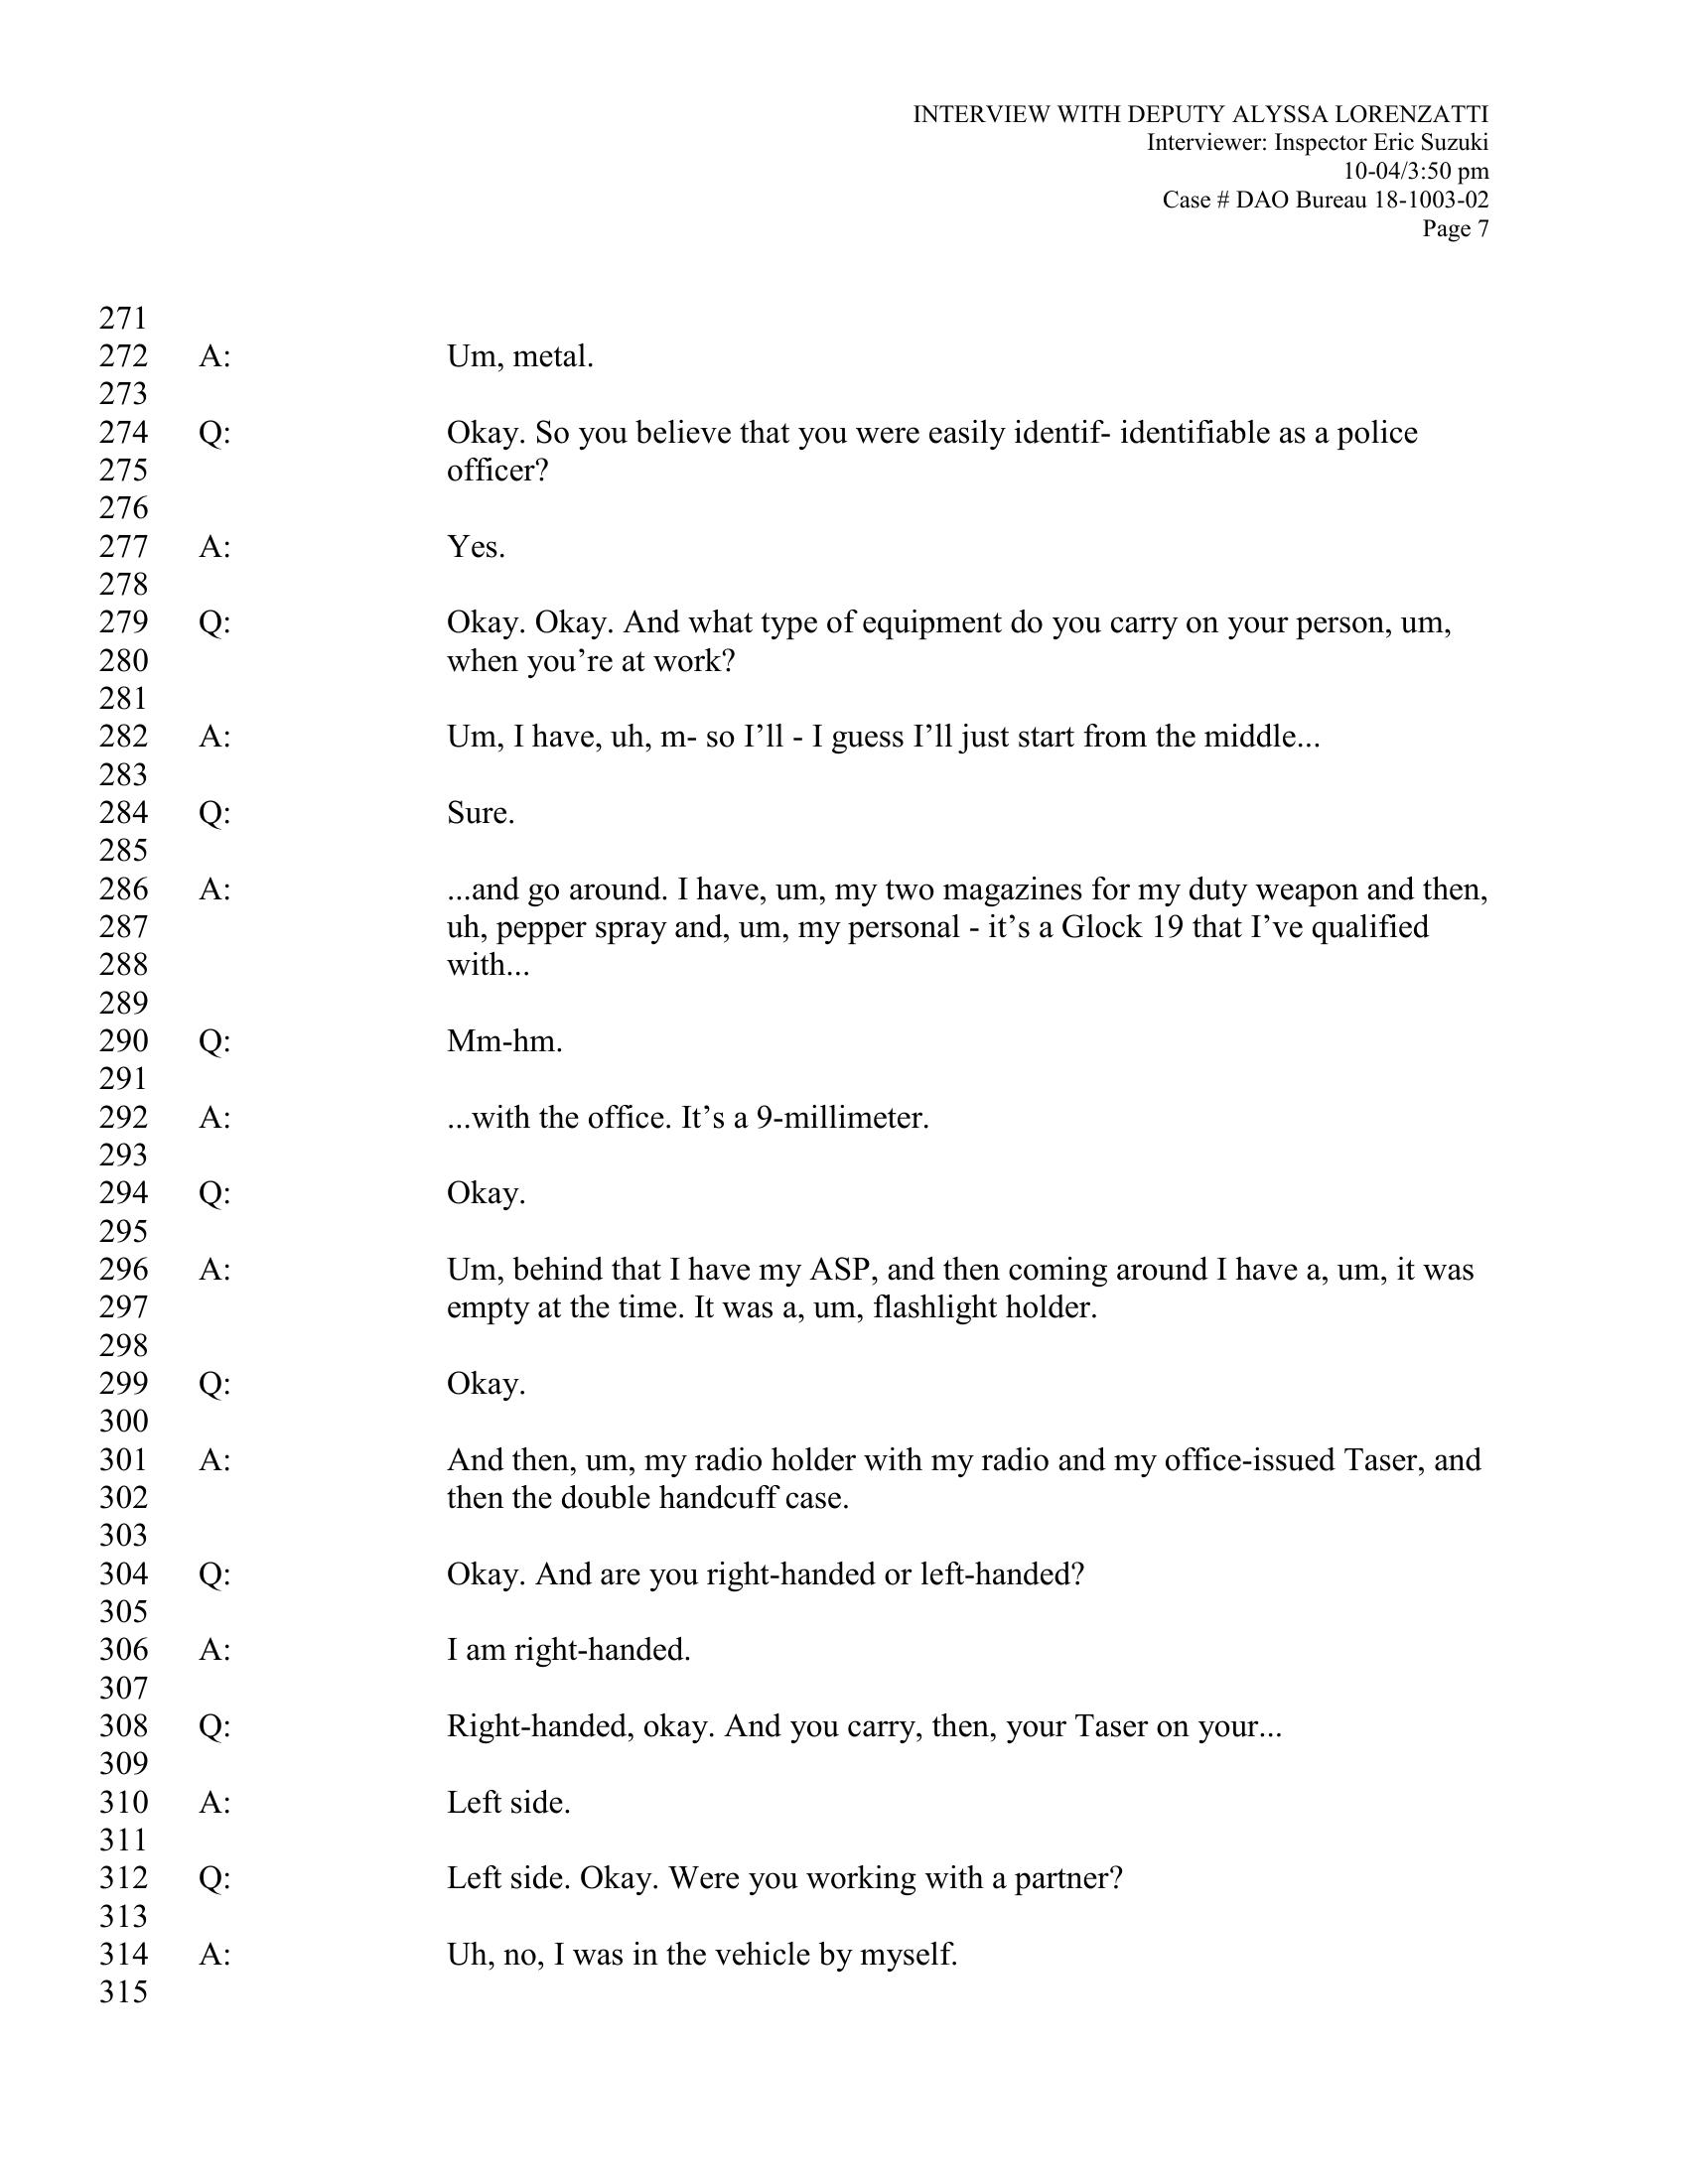 INTERVIEW WITH DEPUTY ALYSSA LORENZATTI
Interviewer: Inspector Eric Suzuki
10-04/3:50 pm
Case # DAO Bureau 18-1003-02
Page 7
271
272 A: Um, metal.
273
274 Q: Okay. So you believe that you were easily identif- identifiable as a police
275 officer?
276
277 A: Yes.
278
279 Q: Okay. Okay. And what type of equipment do you carry on your person, um,
280 when you’re at work?
281
282 A: Um, I have, uh, m- so I’ll - I guess I’ll just start from the middle...
283
284 Q: Sure.
285
286 A: ...and go around. I have, um, my two magazines for my duty weapon and then,
287 uh, pepper spray and, um, my personal - it’s a Glock 19 that I’ve qualified
288 with...
289
290 Q: Mm-hm.
291
292 A: ...with the office. It’s a 9-millimeter.
293
294 Q: Okay.
295
296 A: Um, behind that I have my ASP, and then coming around I have a, um, it was
297 empty at the time. It was a, um, flashlight holder.
298
299 Q: Okay.
300
301 A: And then, um, my radio holder with my radio and my office-issued Taser, and
302 then the double handcuff case.
303
304 Q: Okay. And are you right-handed or left-handed?
305
306 A: I am right-handed.
307
308 Q: Right-handed, okay. And you carry, then, your Taser on your...
309
310 A: Left side.
311
312 Q: Left side. Okay. Were you working with a partner?
313
314 A: Uh, no, I was in the vehicle by myself.
315